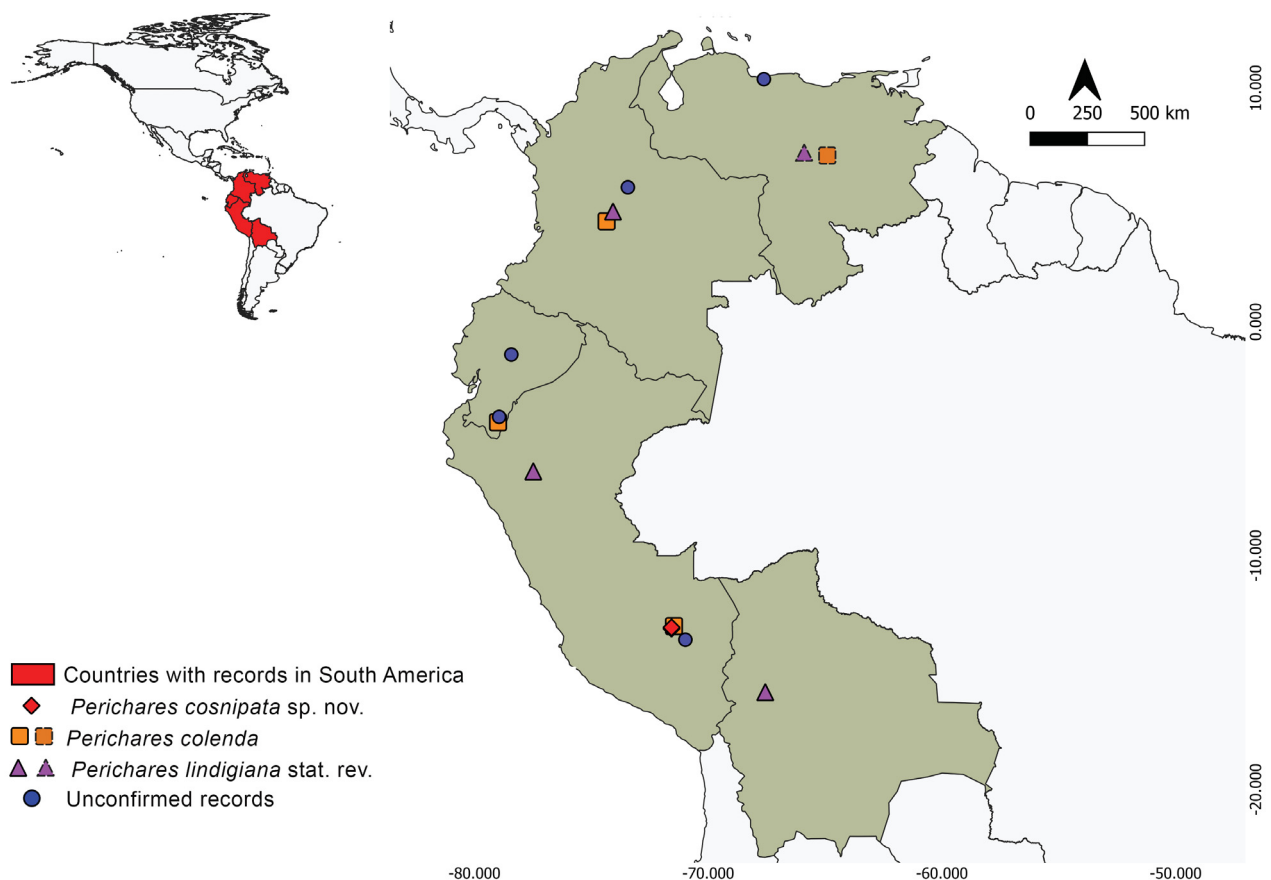 0 250 500 km
10.000
0.000
-10.000
-20.000
Countries with records in South America
Perichares cosnipata sp. nov.
Perichares colenda
Perichares lindigiana stat. rev.
Unconfirmed records
-80.000 -70.000 -60.000 -50.000